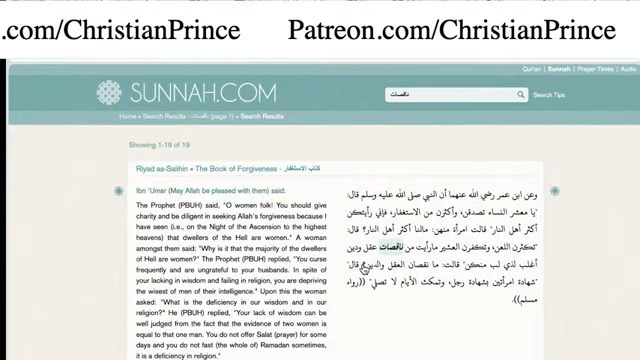 .com/ChristianPrince Patreon.com/ChristianPrince
Qur'an | Sunnah | Prayer Times | Audio
SUNNAH.COM
ناقصات
Search Tips
Home » Search Results - ناقصات (page 1) » Search Results
Showing 1-19 of 19
Riyad as-Salihin » The Book of Forgiveness - كتاب الاستغفار
Ibn 'Umar (May Allah be pleased with them) said:
The Prophet (PBUH) said, "O women folk! You should give
charity and be diligent in seeking Allah's forgiveness because I
have seen (i.e., on the Night of the Ascension to the highest
heavens) that dwellers of the Hell are women." A woman
amongst them said: "Why is it that the majority of the dwellers
of Hell are women?" The Prophet (PBUH) replied, "You curse
frequently and are ungrateful to your husbands. In spite of
your lacking in wisdom and failing in religion, you are depriving
the wisest of men of their intelligence." Upon this the woman
asked: "What is the deficiency in our wisdom and in our
religion?" He (PBUH) replied, "Your lack of wisdom can be
well judged from the fact that the evidence of two women is
equal to that one man. You do not offer Salat (prayer) for some
days and you do not fast (the whole) of Ramadan sometimes,
it is a deficiency in religion."
وعن ابن عمر رضي الله عنهما أن النبي صلى الله عليه وسلم قال:
"يا معشر النساء تصدقن، وأكثرن من الاستغفار، فإني رأيتكن
أكثر أهل النار" قالت امرأة منهن: مالنا أكثر أهل النار؟ قال:
"تكثرن اللعن، وتكفرن العشير مارأيت من ناقصات عقل ودين
أغلب لذي لب منكن" قالت: ما نقصان العقل والدين؟ قال:
"شهادة امرأتين بشهادة رجل، وتمكث الأيام لا تصلي" ((رواه
مسلم)).